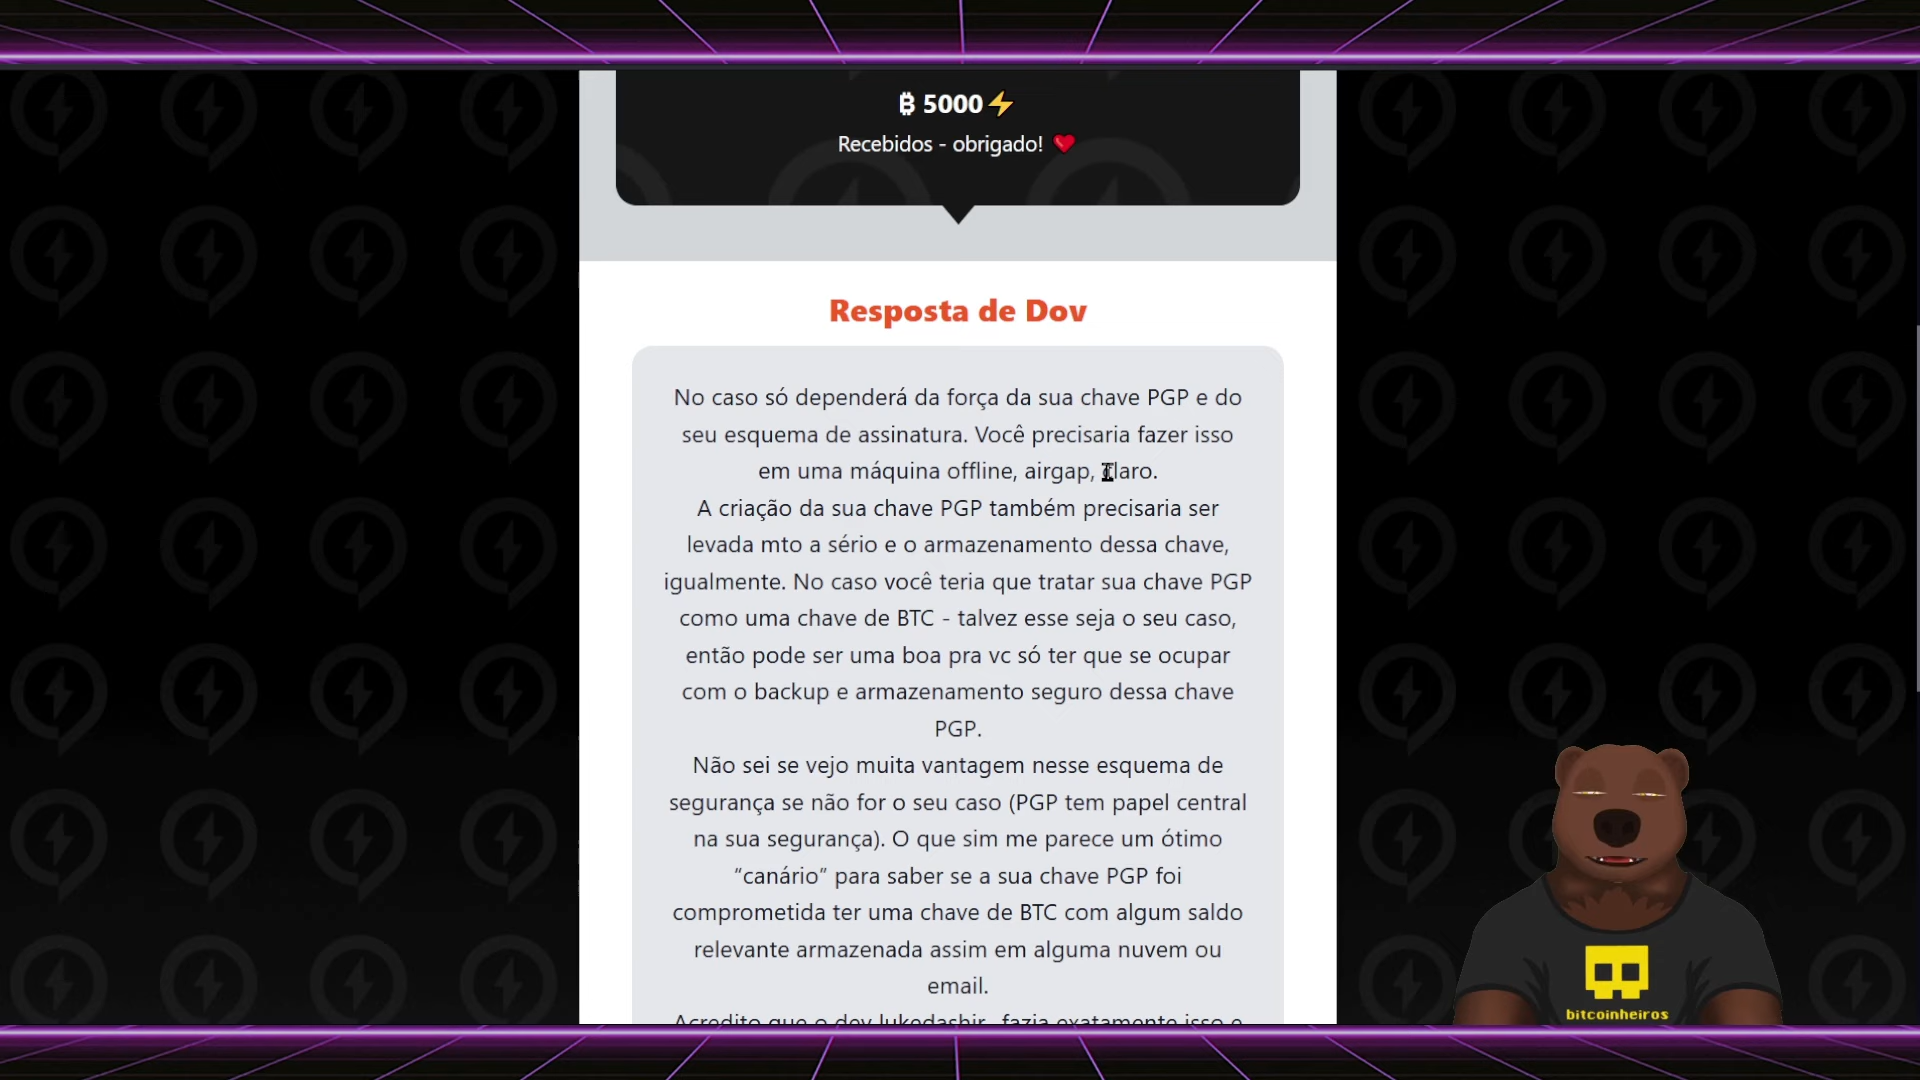 ₿ 5000⚡
Recebidos - obrigado! ❤️
Resposta de Dov
No caso só dependerá da força da sua chave PGP e do
seu esquema de assinatura. Você precisaria fazer isso
em uma máquina offline, airgap, claro.
A criação da sua chave PGP também precisaria ser
levada mto a sério e o armazenamento dessa chave,
igualmente. No caso você teria que tratar sua chave PGP
como uma chave de BTC - talvez esse seja o seu caso,
então pode ser uma boa pra vc só ter que se ocupar
com o backup e armazenamento seguro dessa chave
PGP.
Não sei se vejo muita vantagem nesse esquema de
segurança se não for o seu caso (PGP tem papel central
na sua segurança). O que sim me parece um ótimo
“canário” para saber se a sua chave PGP foi
comprometida ter uma chave de BTC com algum saldo
relevante armazenada assim em alguma nuvem ou
email.
Acredito que o dev lukedashjr, fazia exatamente isso e
bitcoinheiros